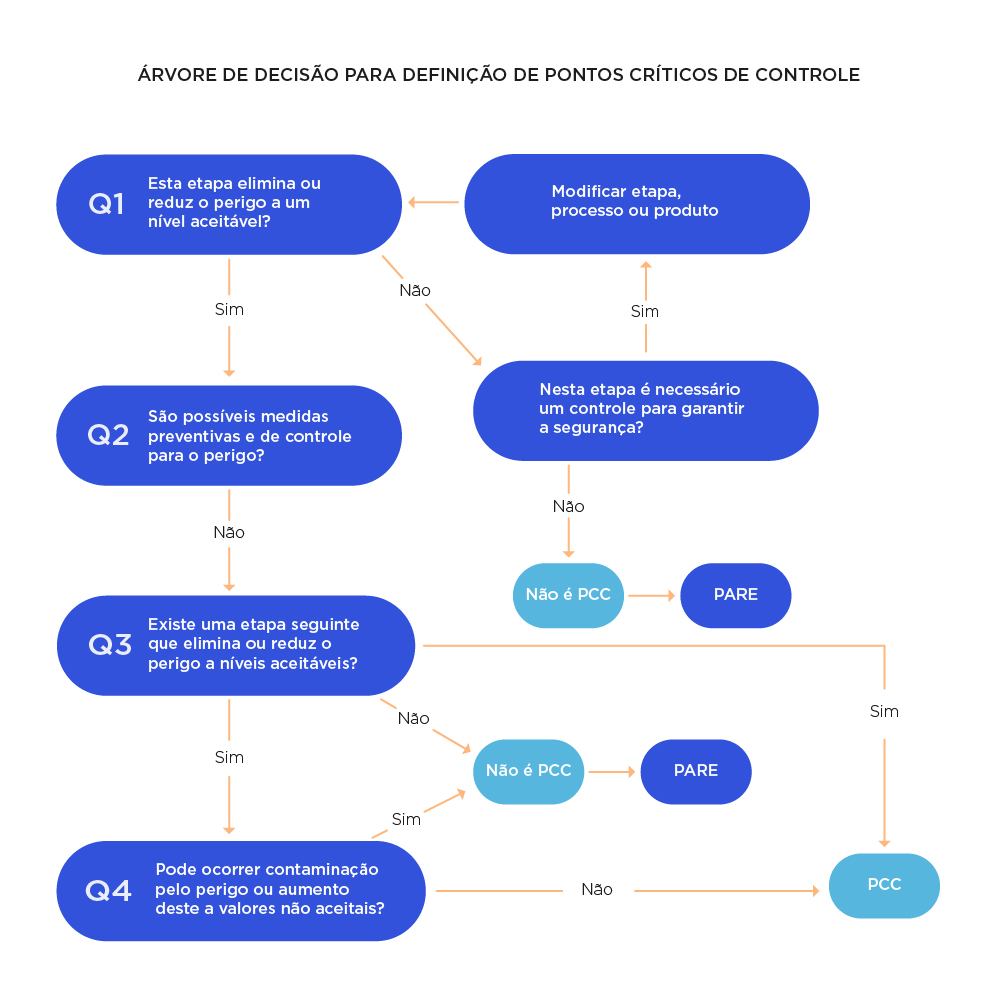 ÁRVORE DE DECISÃO PARA DEFINIÇÃO DE PONTOS CRÍTICOS DE CONTROLE
Q1
Esta etapa elimina ou
reduz o perigo a um
nível aceitável?
Modificar etapa,
processo ou produto
Não
Sim
Sim
Nesta etapa é necessário
um controle para garantir
a segurança?
Q2
São possíveis medidas
preventivas e de controle
para o perigo?
Não
Não
Não é PCC
PARE
Q3
Existe uma etapa seguinte
que elimina ou reduz o
perigo a níveis aceitáveis?
Sim
Não
Sim
Não é PCC
PARE
Sim
Q4
Pode ocorrer contaminação
pelo perigo ou aumento
deste a valores não aceitais?
Não
PCC